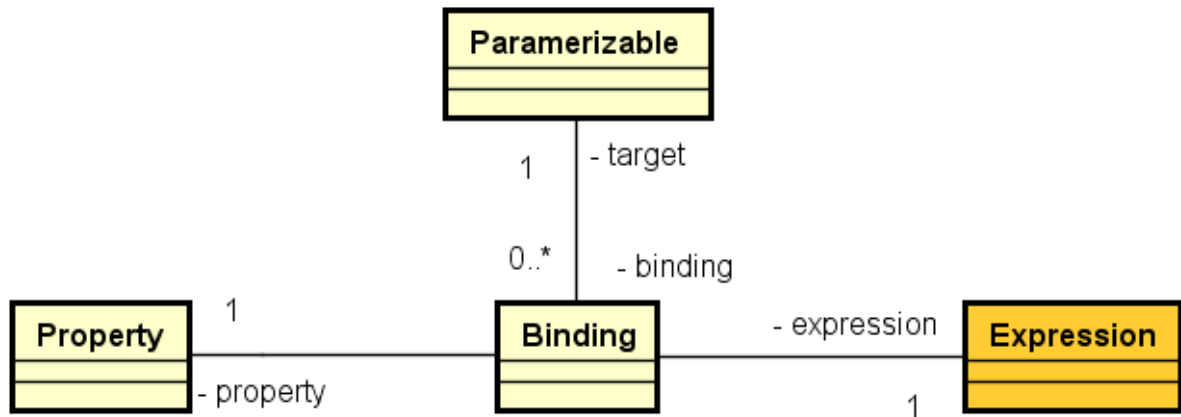 Paramerizable
1
- target
0..*
- binding
Property
1
- property
Binding
- expression
1
Expression